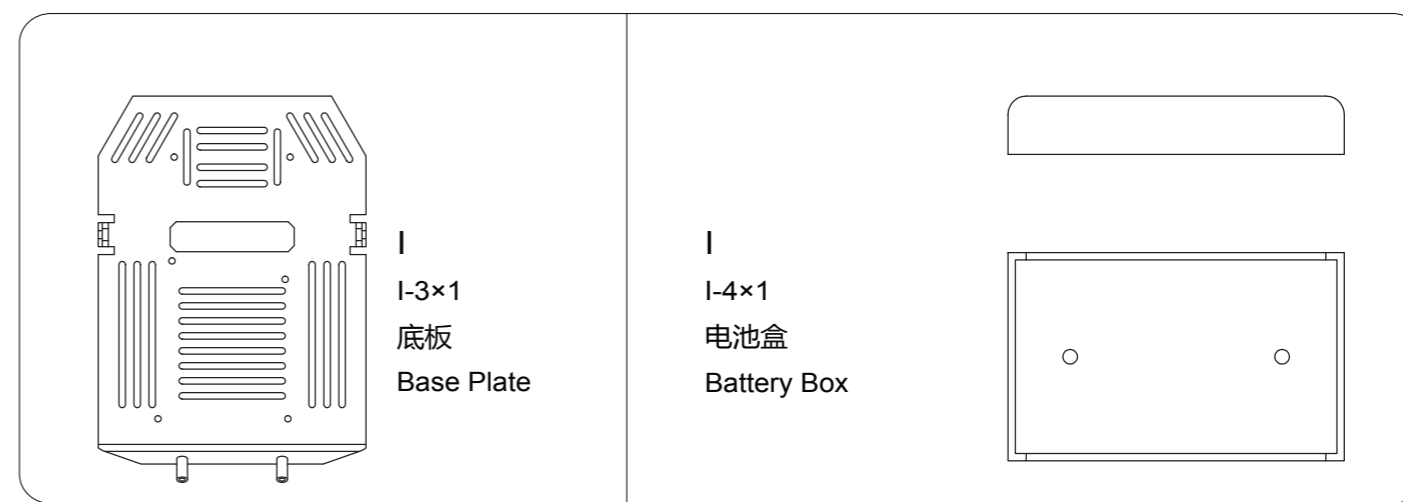 I
I-3×1
底板
Base Plate
I
I-4×1
电池盒
Battery Box